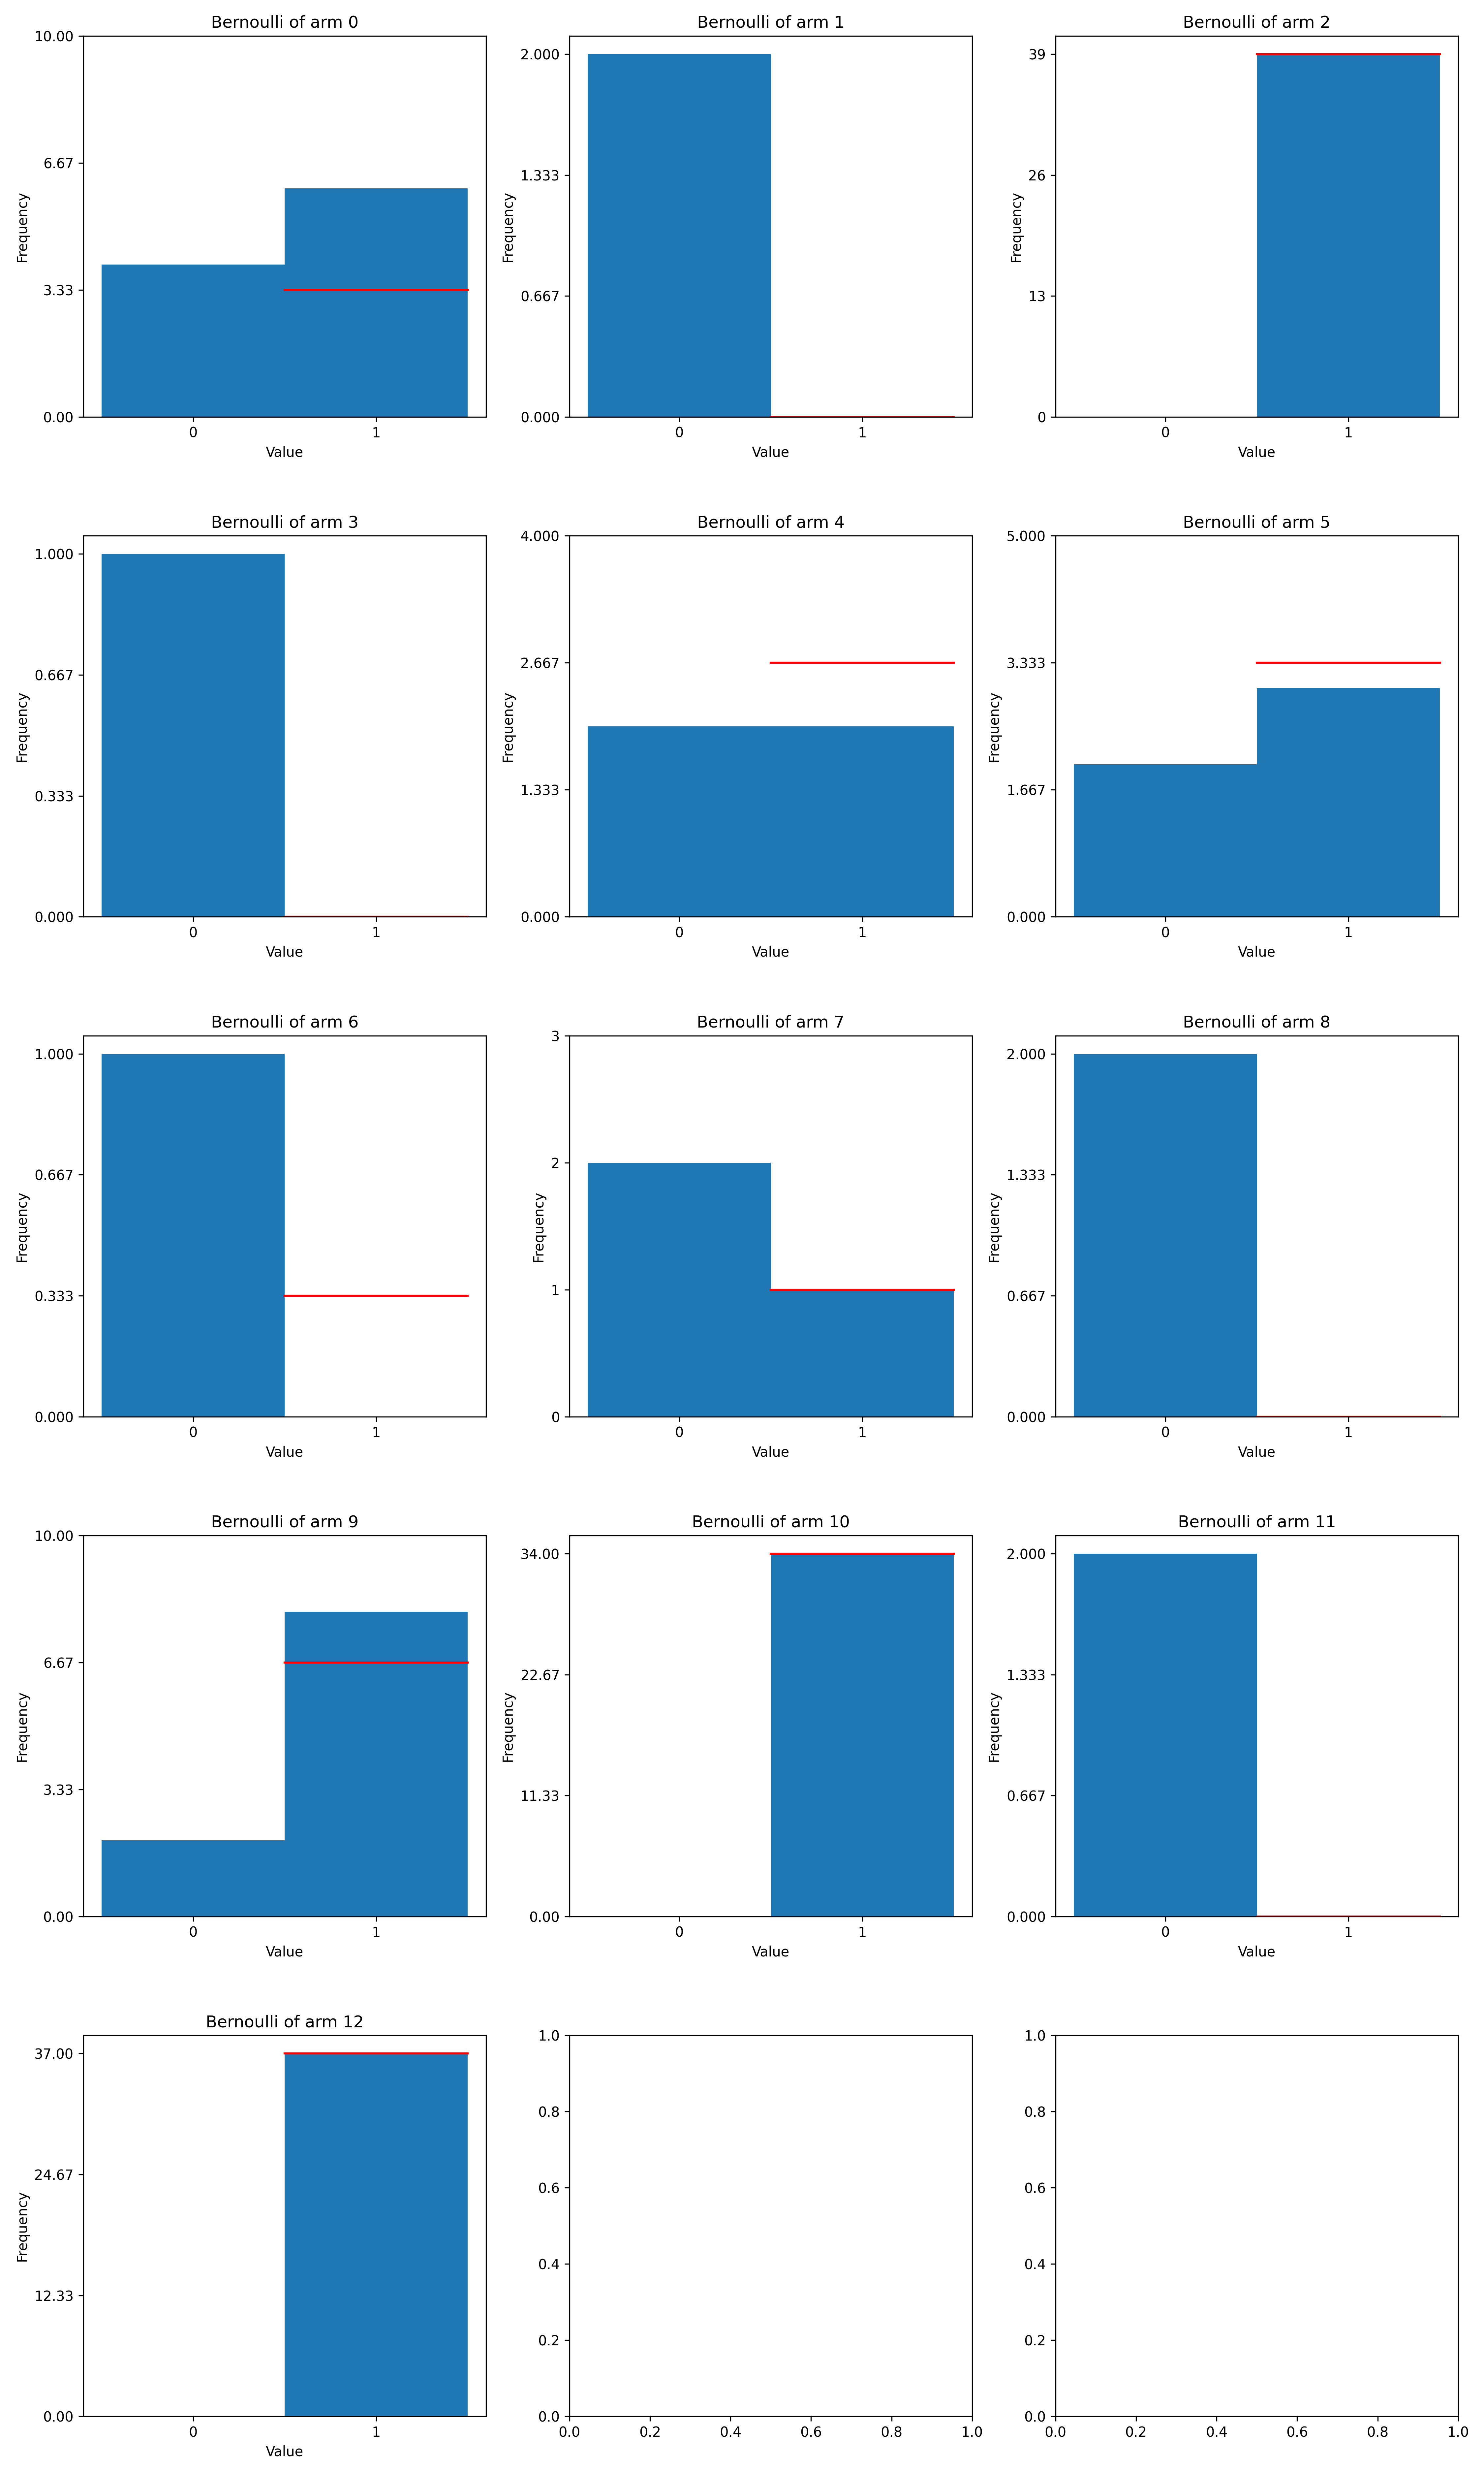 Bernoulli of arm 0
10.00
6.67
3.33
0.00
Frequency
0 1
Value
Bernoulli of arm 1
2.000
1.333
0.667
0.000
Frequency
0 1
Value
Bernoulli of arm 2
39
26
13
0
Frequency
0 1
Value
Bernoulli of arm 3
1.000
0.667
0.333
0.000
Frequency
0 1
Value
Bernoulli of arm 4
4.000
2.667
1.333
0.000
Frequency
0 1
Value
Bernoulli of arm 5
5.000
3.333
1.667
0.000
Frequency
0 1
Value
Bernoulli of arm 6
1.000
0.667
0.333
0.000
Frequency
0 1
Value
Bernoulli of arm 7
3
2
1
0
Frequency
0 1
Value
Bernoulli of arm 8
2.000
1.333
0.667
0.000
Frequency
0 1
Value
Bernoulli of arm 9
10.00
6.67
3.33
0.00
Frequency
0 1
Value
Bernoulli of arm 10
34.00
22.67
11.33
0.00
Frequency
0 1
Value
Bernoulli of arm 11
2.000
1.333
0.667
0.000
Frequency
0 1
Value
Bernoulli of arm 12
37.00
24.67
12.33
0.00
Frequency
0 1
Value
1.0
0.8
0.6
0.4
0.2
0.0
0.0 0.2 0.4 0.6 0.8 1.0
1.0
0.8
0.6
0.4
0.2
0.0
0.0 0.2 0.4 0.6 0.8 1.0